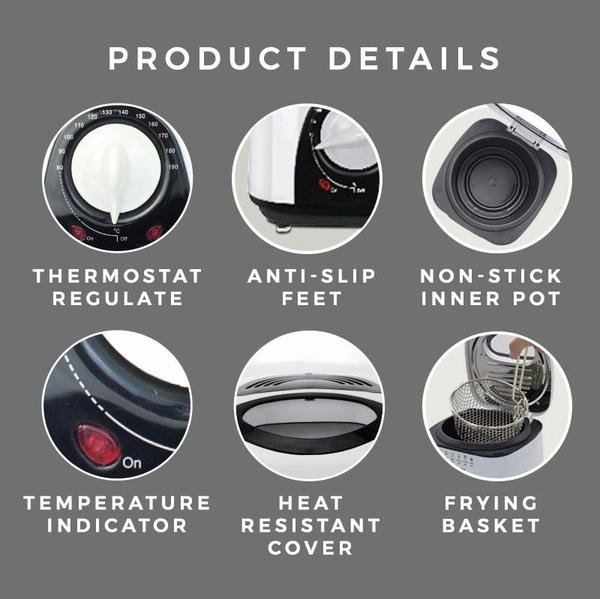 PRODUCT DETAILS
80
90
100
110
120
130
140
150
160
170
190
°C
On
Off
THERMOSTAT
REGULATE
ANTI-SLIP
FEET
NON-STICK
INNER POT
On
TEMPERATURE
INDICATOR
HEAT
RESISTANT
COVER
FRYING
BASKET